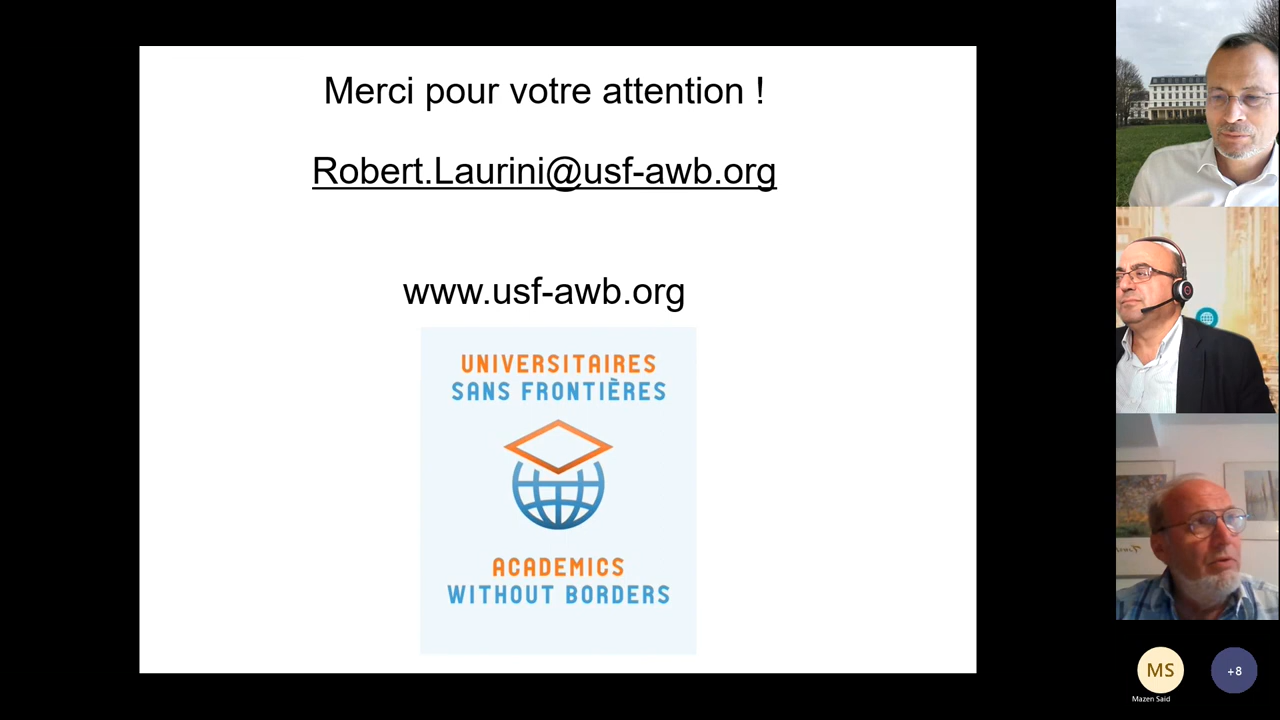 Merci pour votre attention !
Robert.Laurini@usf-awb.org
www.usf-awb.org
UNIVERSITAIRES
SANS FRONTIÈRES
ACADEMICS
WITHOUT BORDERS
MS
+8
Mazen Said